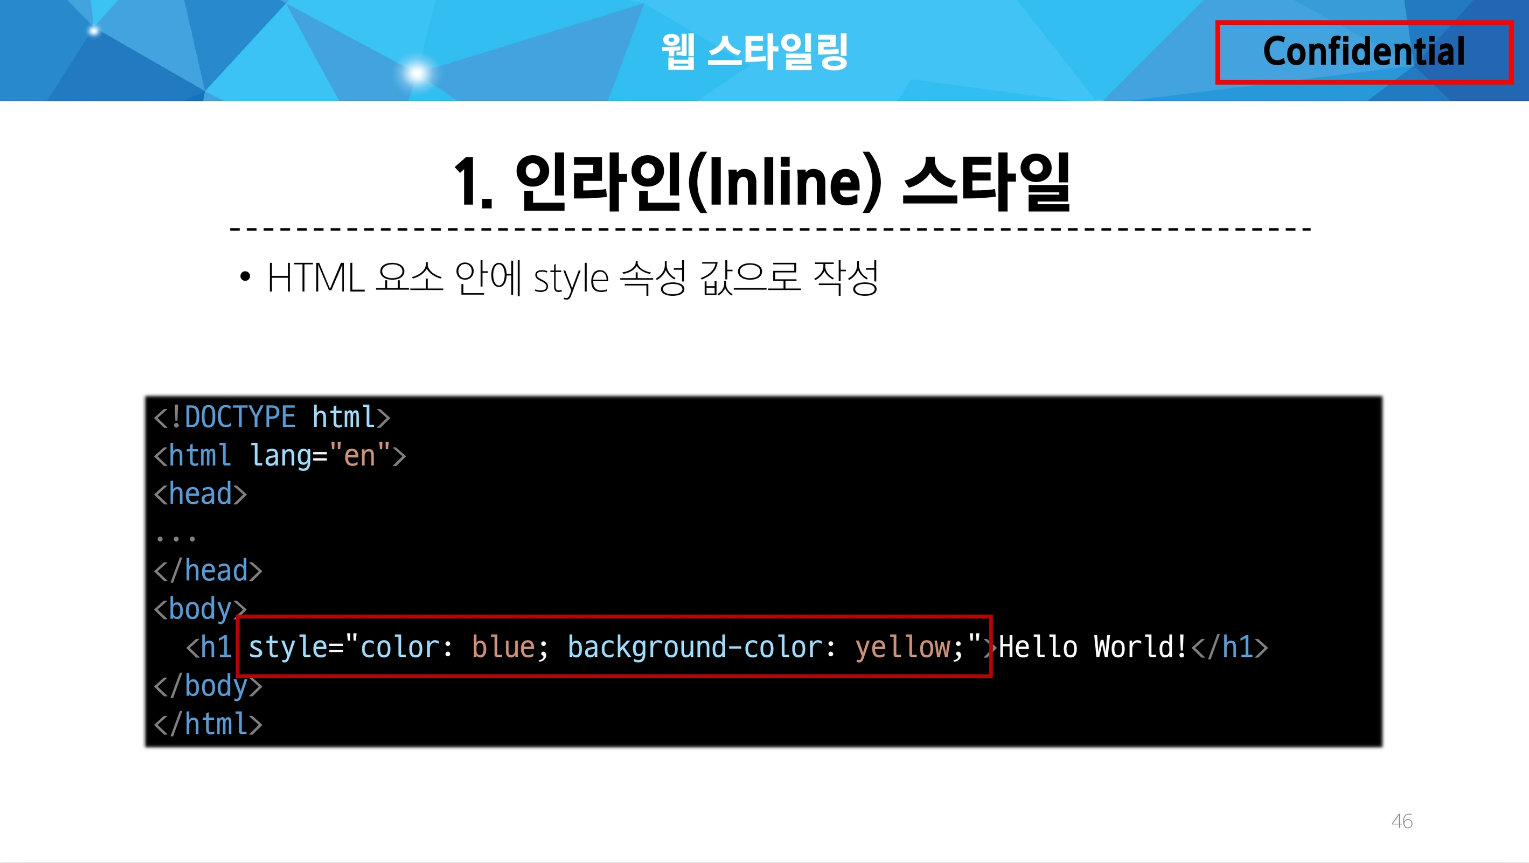 웹 스타일링
Confidential
1. 인라인(Inline) 스타일
• HTML 요소 안에 style 속성 값으로 작성
<!DOCTYPE html>
<html lang="en">
<head>
...
</head>
<body>
  <h1 style="color: blue; background-color: yellow;">Hello World!</h1>
</body>
</html>
46